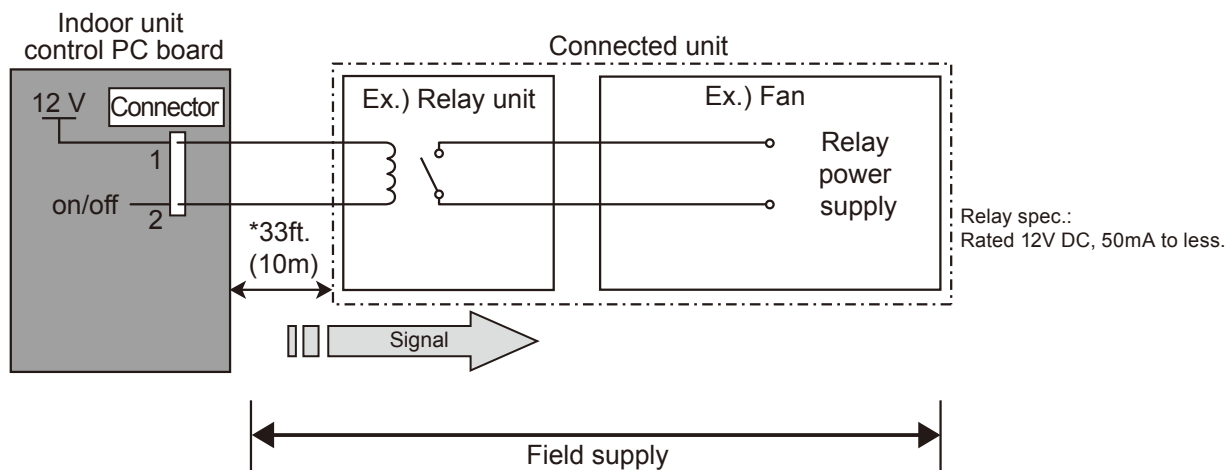 Indoor unit
control PC board
Connected unit
12 V
Connector
Ex.) Relay unit
Ex.) Fan
1
Relay
power
supply
on/off
2
*33ft.
(10m)
Relay spec.:
Rated 12V DC, 50mA to less.
Signal
Field supply